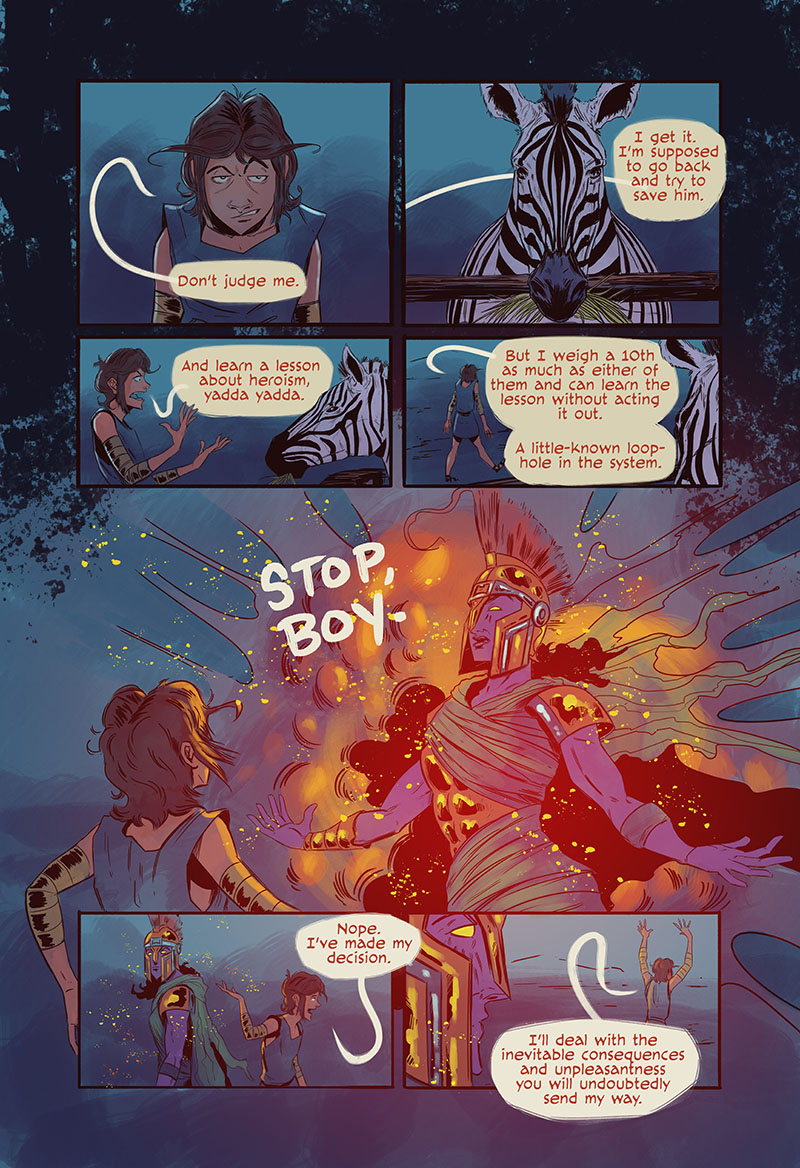 Don't judge me.
I get it.
I'm supposed
to go back
and try to
save him.
And learn a lesson
about heroism,
yadda yadda.
But I weigh a 10th
as much as either of
them and can learn the
lesson without acting
it out.
A little-known loop-
hole in the system.
STOP,
BOY.
Nope.
I've made my
decision.
I'll deal with the
inevitable consequences
and unpleasantness
you will undoubtedly
send my way.